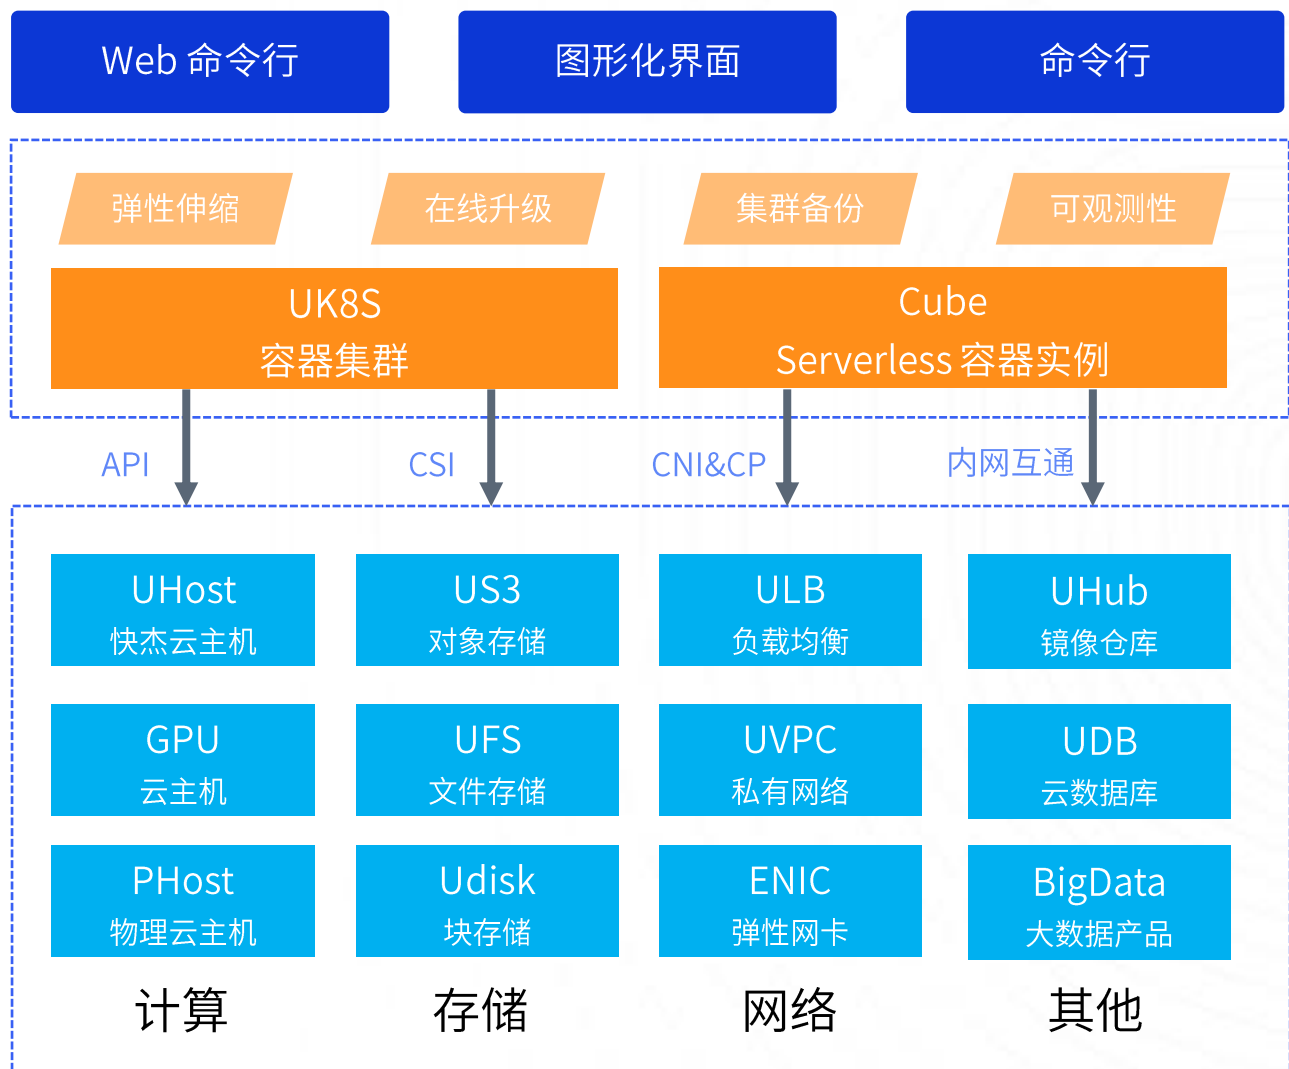 Web 命令行
图形化界面
命令行
弹性伸缩
在线升级
集群备份
可观测性
UK8S
容器集群
Cube
Serverless 容器实例
API
CSI
CNI&CP
内网互通
UHost
快杰云主机
US3
对象存储
ULB
负载均衡
UHub
镜像仓库
GPU
云主机
UFS
文件存储
UVPC
私有网络
UDB
云数据库
PHost
物理云主机
Udisk
块存储
ENIC
弹性网卡
BigData
大数据产品
计算
存储
网络
其他